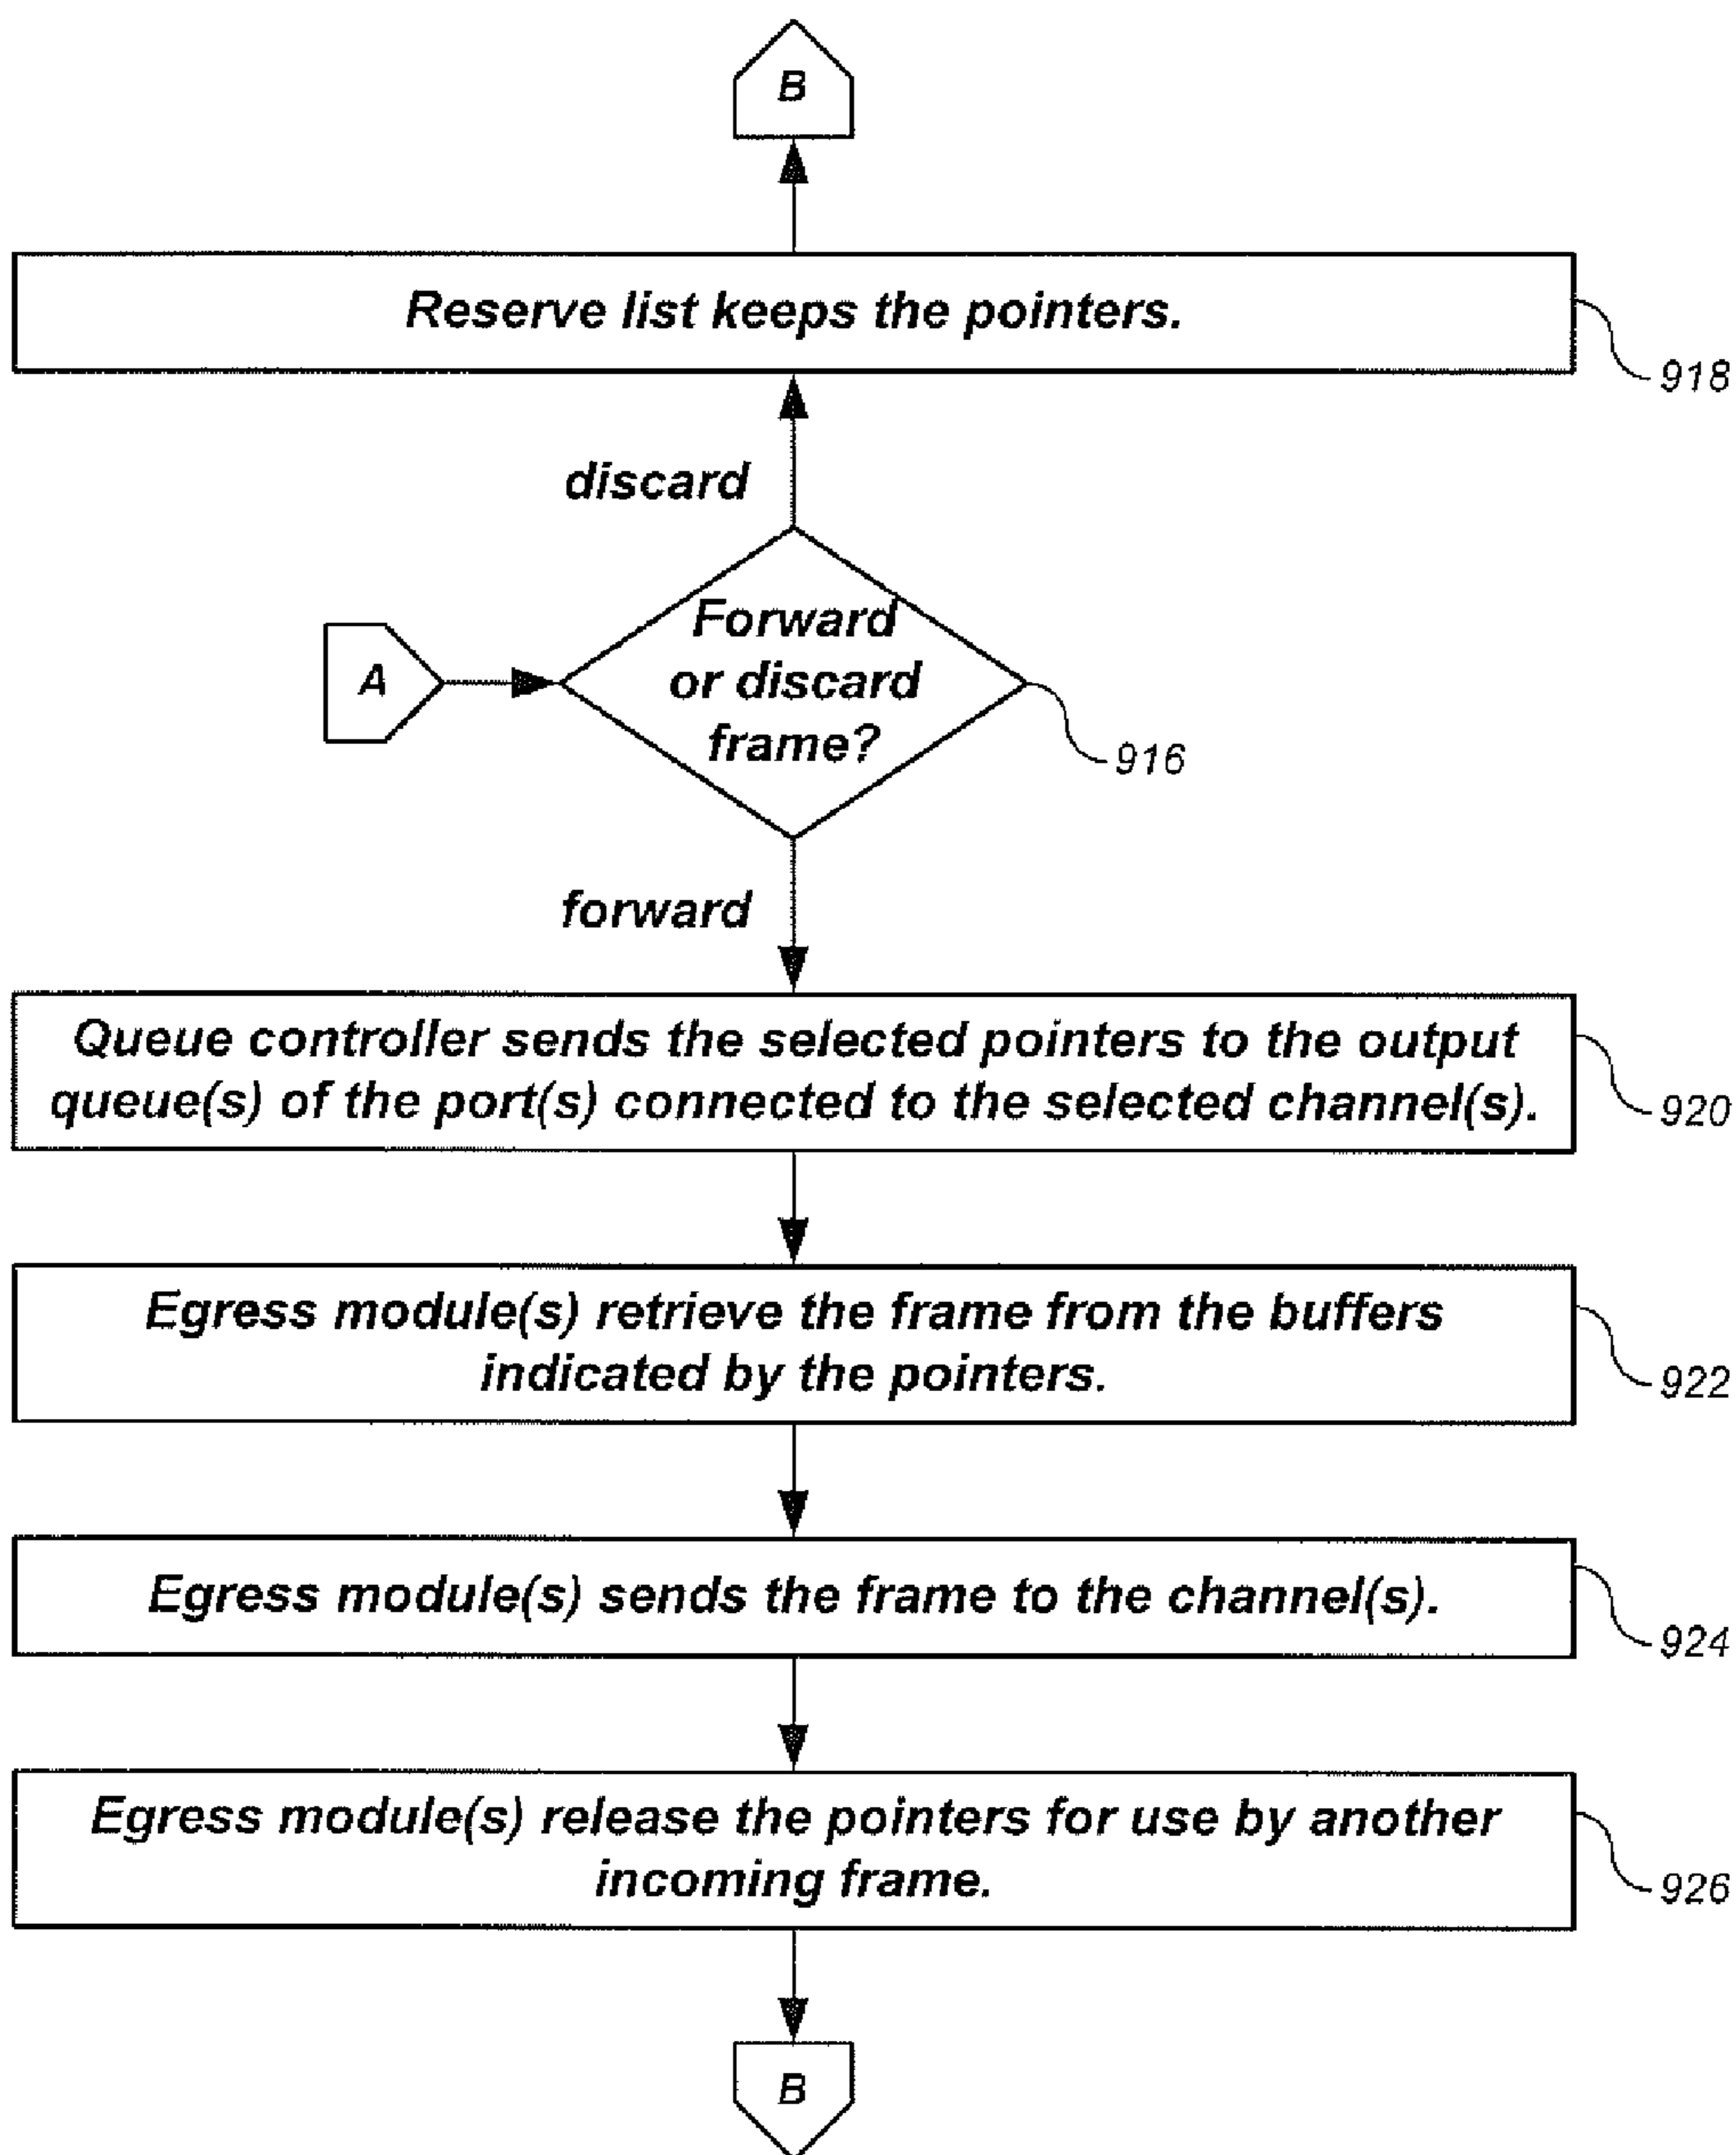 B
Reserve list keeps the pointers.
918
discard
A
Forward
or discard
frame?
916
forward
Queue controller sends the selected pointers to the output
queue(s) of the port(s) connected to the selected channel(s).
920
Egress module(s) retrieve the frame from the buffers
indicated by the pointers.
922
Egress module(s) sends the frame to the channel(s).
924
Egress module(s) release the pointers for use by another
incoming frame.
926
B